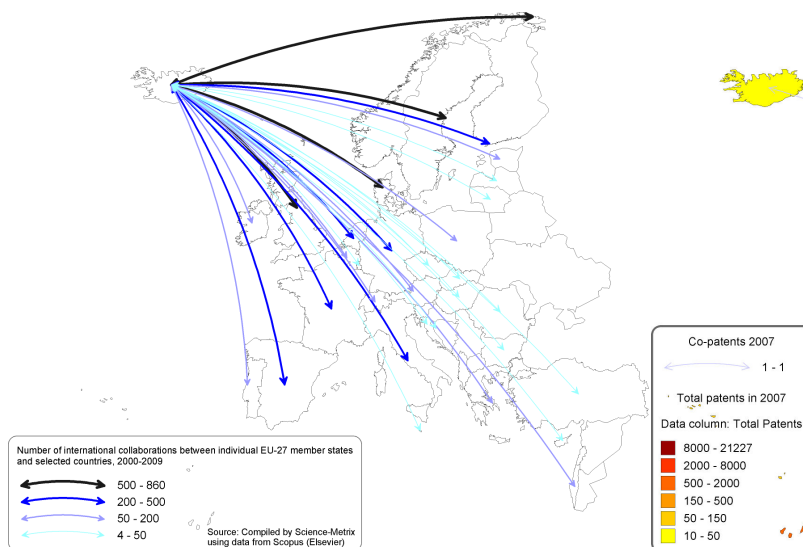 Co-patents 2007
1 - 1
Total patents in 2007
Data column: Total Patents
8000 - 21227
2000 - 8000
500 - 2000
150 - 500
50 - 150
10 - 50
Number of international collaborations between individual EU-27 member states
and selected countries, 2000-2009
500 - 860
200 - 500
50 - 200
4 - 50
Source: Compiled by Science-Metrix
using data from Scopus (Elsevier)